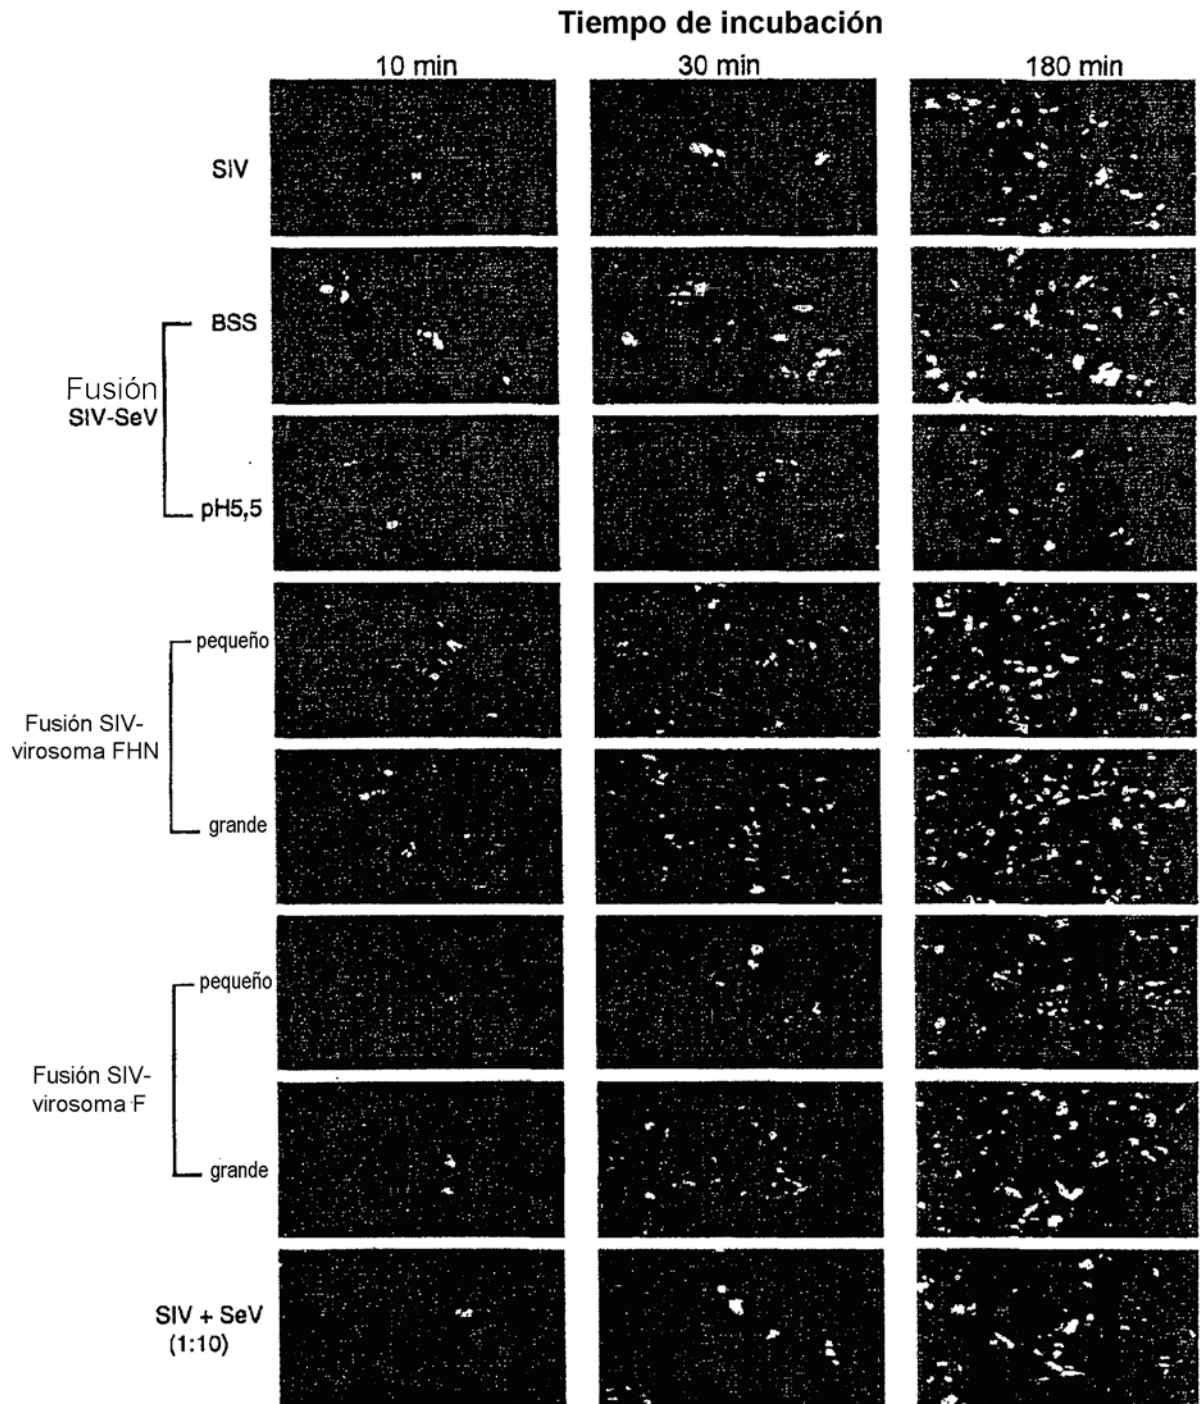 Tiempo de incubación
10 min
30 min
180 min
SIV
BSS
Fusión
SIV-SeV
pH5,5
pequeño
Fusión SIV-
virosoma FHN
grande
pequeño
Fusión SIV-
virosoma F
grande
SIV + SeV
(1:10)